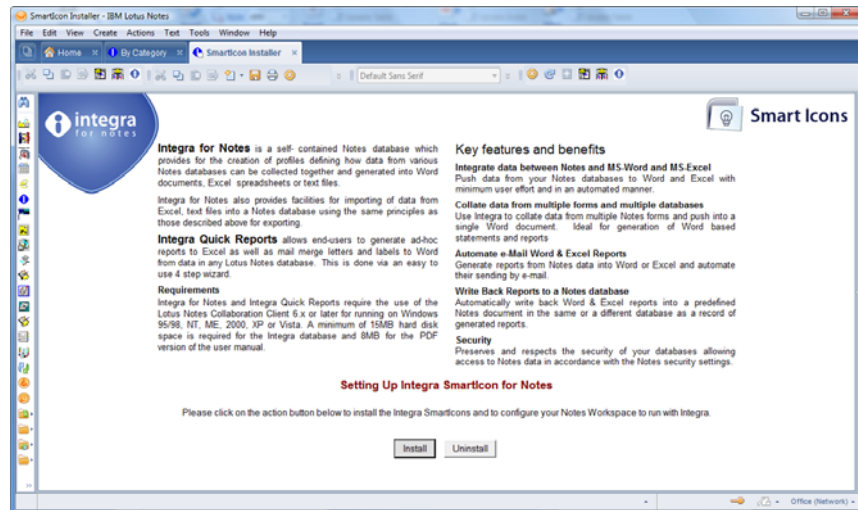 SmartIcon Installer - IBM Lotus Notes
File Edit View Create Actions Text Tools Window Help
Home By Category SmartIcon Installer
Default Sans Serif
integra
for notes
Smart Icons
Integra for Notes is a self- contained Notes database which
provides for the creation of profiles defining how data from various
Notes databases can be collected together and generated into Word
documents, Excel spreadsheets or text files.
Integra for Notes also provides facilities for importing of data from
Excel, text files into a Notes database using the same principles as
those described above for exporting.
Integra Quick Reports allows end-users to generate ad-hoc
reports to Excel as well as mail merge letters and labels to Word
from data in any Lotus Notes database. This is done via an easy to
use 4 step wizard.
Requirements
Integra for Notes and Integra Quick Reports require the use of the
Lotus Notes Collaboration Client 6.x or later for running on Windows
95/98, NT, ME, 2000, XP or Vista. A minimum of 15MB hard disk
space is required for the Integra database and 8MB for the PDF
version of the user manual.
Key features and benefits
Integrate data between Notes and MS-Word and MS-Excel
Push data from your Notes databases to Word and Excel with
minimum user effort and in an automated manner.
Collate data from multiple forms and multiple databases
Use Integra to collate data from multiple Notes forms and push into a
single Word document. Ideal for generation of Word based
statements and reports
Automate e-Mail Word & Excel Reports
Generate reports from Notes data into Word or Excel and automate
their sending by e-mail.
Write Back Reports to a Notes database
Automatically write back Word & Excel reports into a predefined
Notes document in the same or a different database as a record of
generated reports.
Security
Preserves and respects the security of your databases allowing
access to Notes data in accordance with the Notes security settings.
Setting Up Integra SmartIcon for Notes
Please click on the action button below to install the Integra SmartIcons and to configure your Notes Workspace to run with Integra.
Install Uninstall
Office (Network)